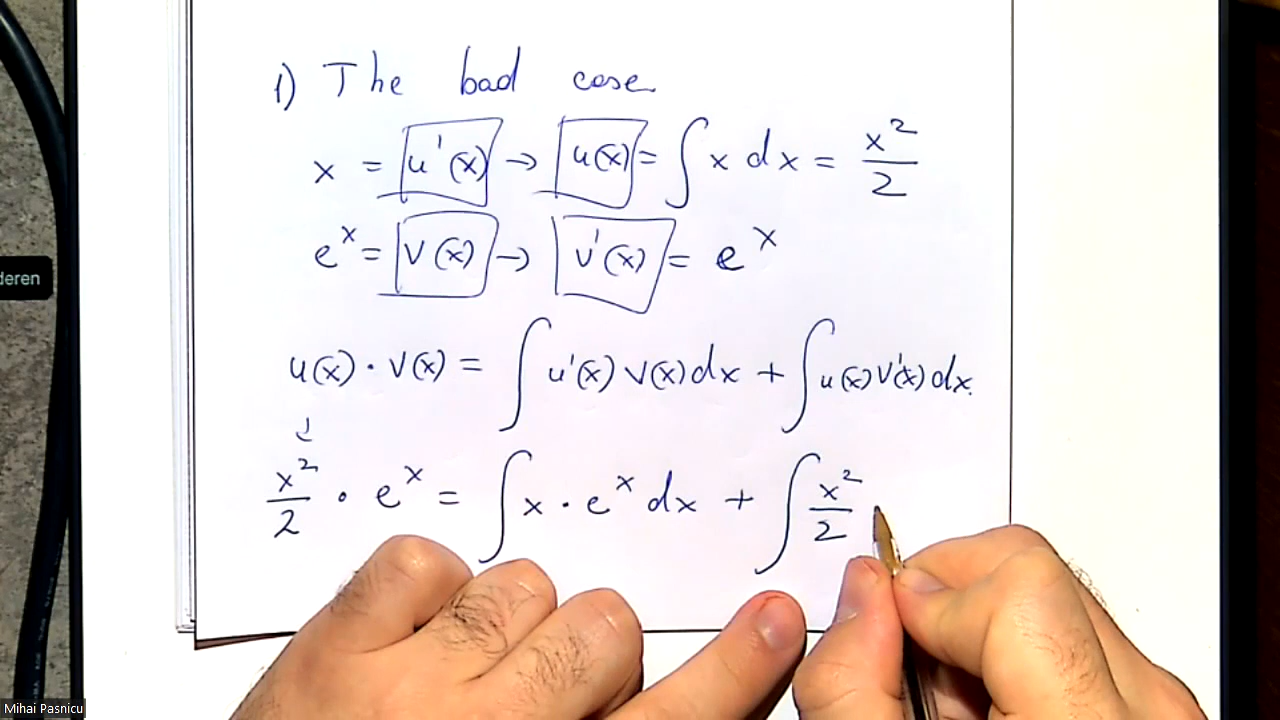 1) The bad case
x = u'(x) → u(x) = ∫ x dx = x²/2
eˣ = v(x) → v'(x) = eˣ
u(x) · v(x) = ∫ u'(x) v(x) dx + ∫ u(x) v'(x) dx.
x²/2 · eˣ = ∫ x · eˣ dx + ∫ x²/2
deren
Mihai Pasnicu